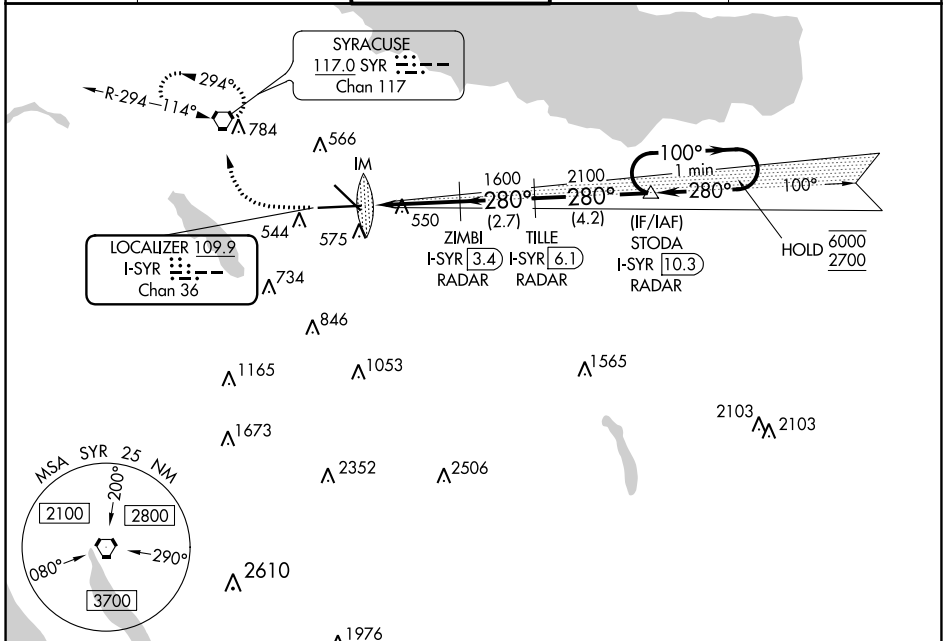 SYRACUSE
117.0 SYR
Chan 117
294°
R-294
114°
784
566
IM
1600
2100
100°
1 min
280°
280°
280°
100°
550
(2.7)
(4.2)
544
575
ZIMBI
I-SYR 3.4
RADAR
TILLE
I-SYR 6.1
RADAR
(IF/IAF)
STODA
I-SYR 10.3
RADAR
HOLD 6000
2700
LOCALIZER 109.9
I-SYR
Chan 36
734
846
1165
1053
1565
1673
2103
2103
2352
2506
MSA SYR 25 NM
200°
2100
2800
080°
290°
3700
2610
1976